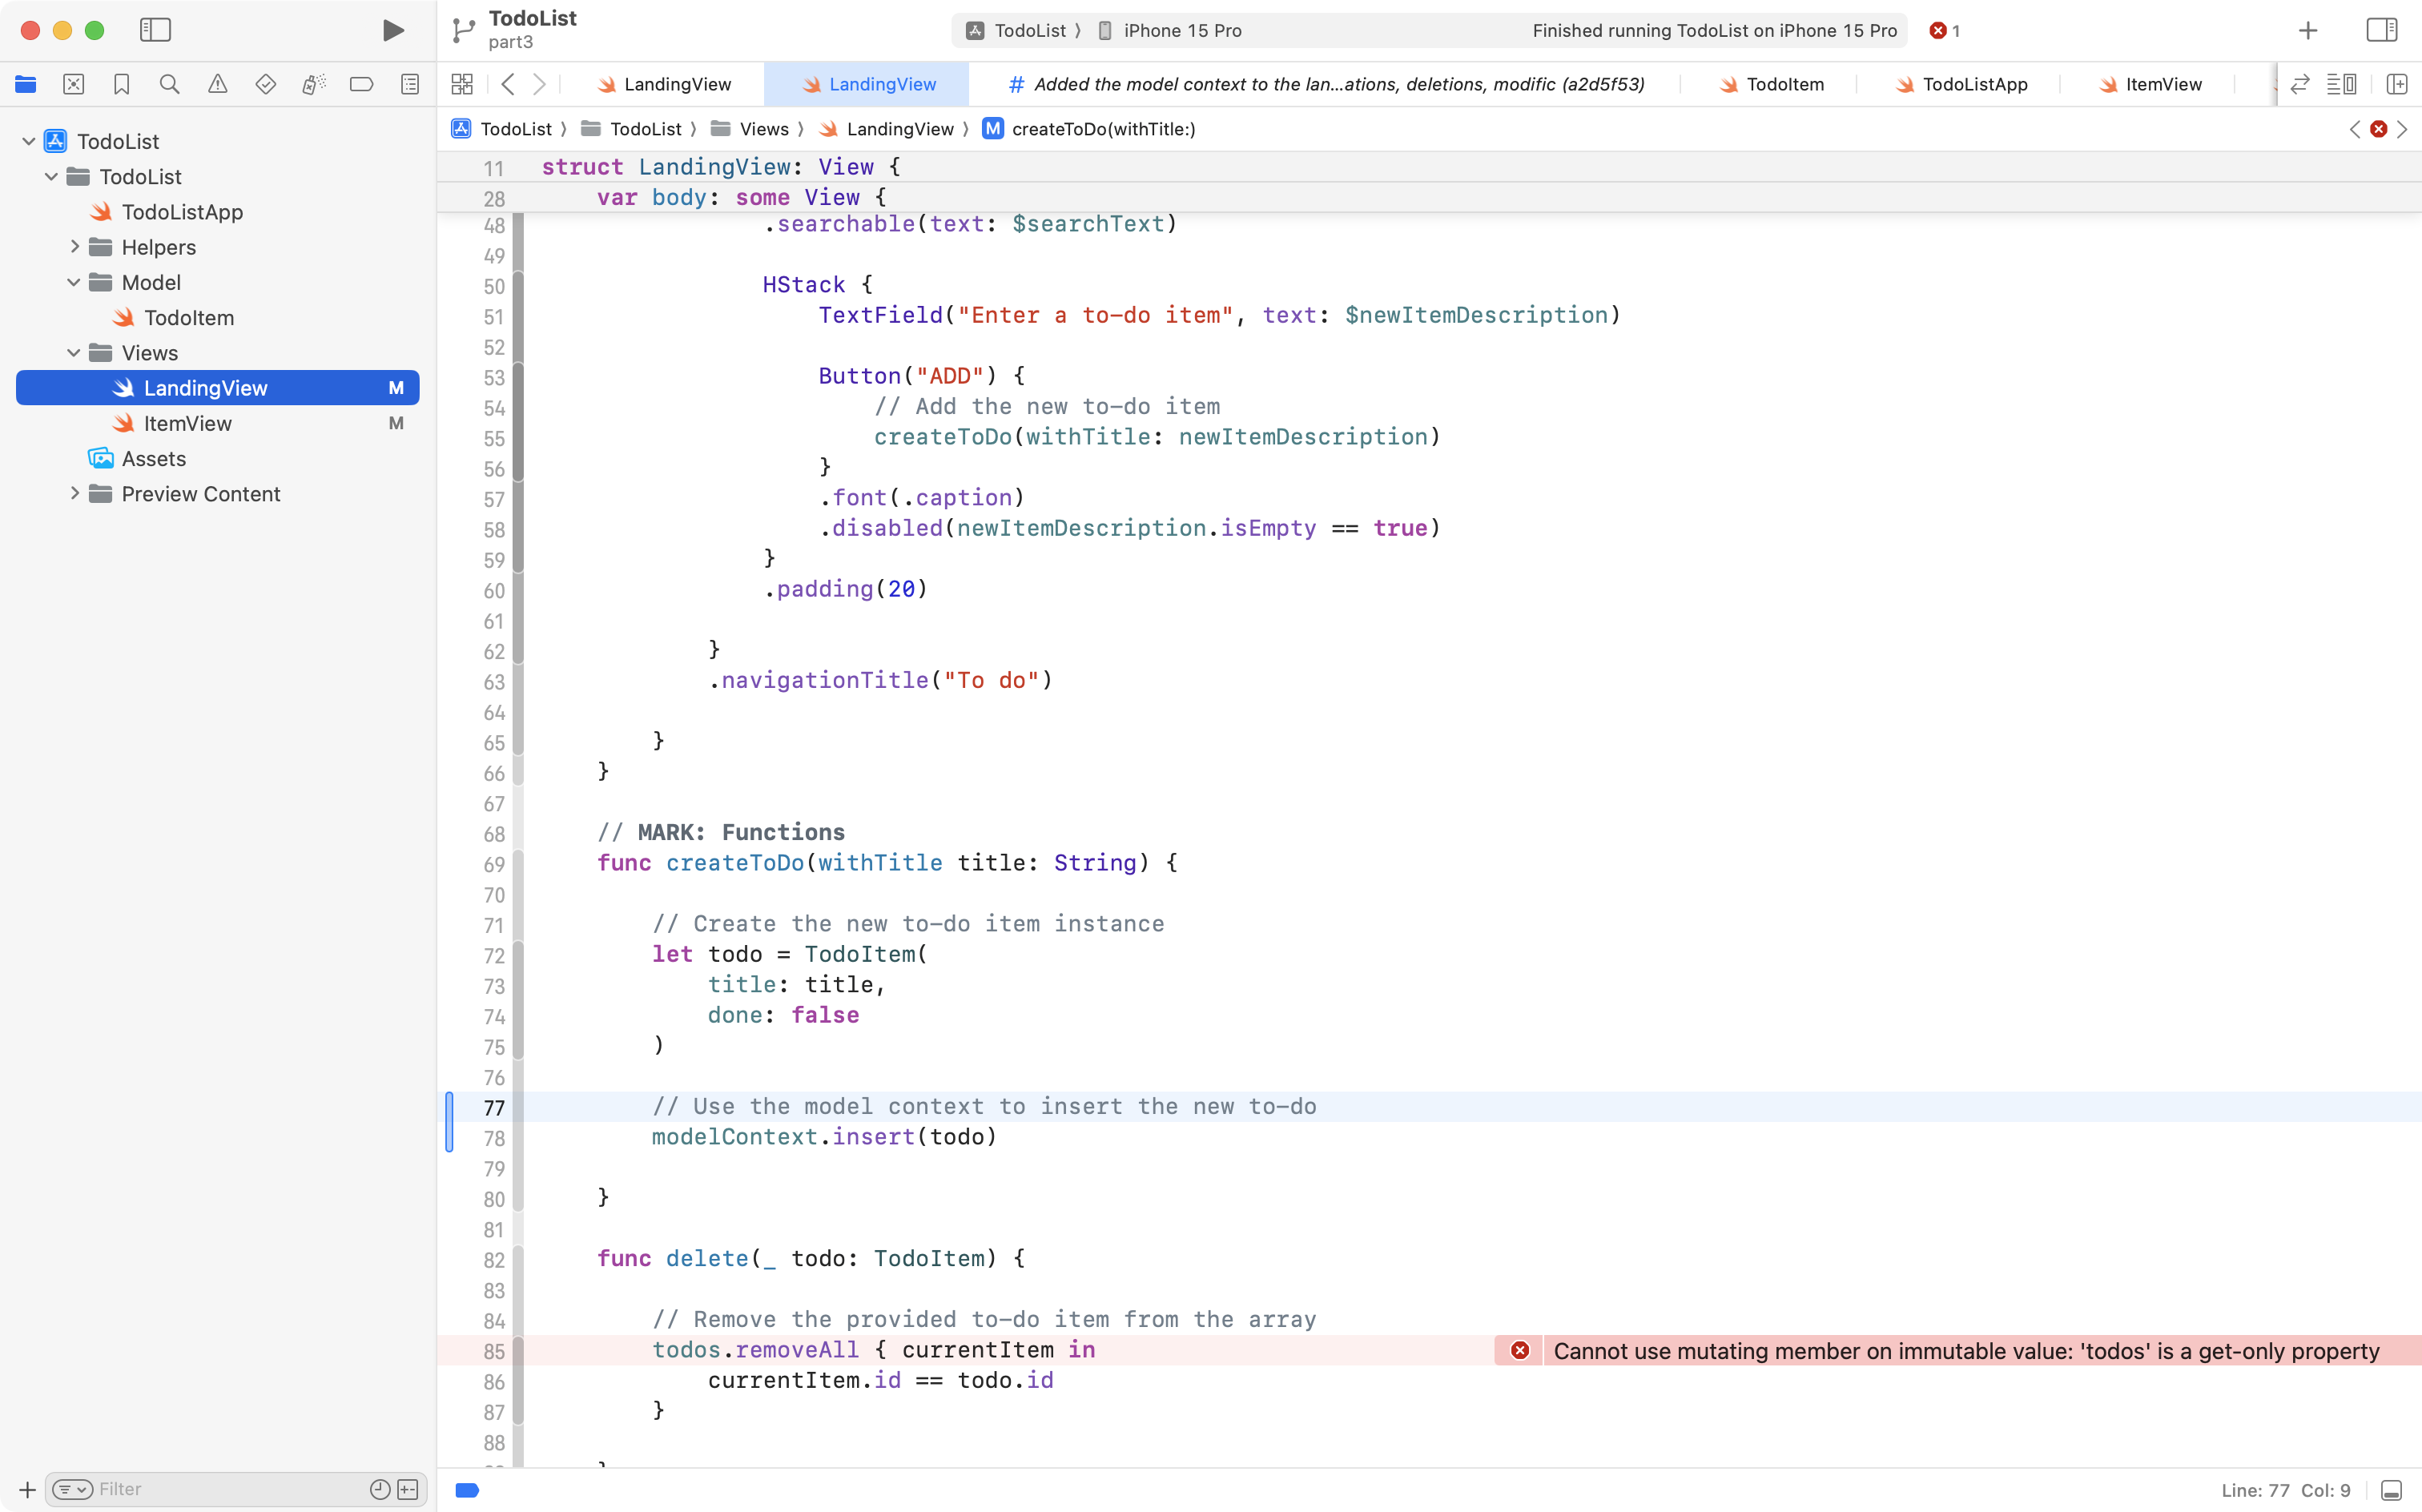 TodoList
part3
TodoList 〉 iPhone 15 Pro
Finished running TodoList on iPhone 15 Pro
1
LandingView
LandingView
# Added the model context to the lan…ations, deletions, modific (a2d5f53)
TodoItem
TodoListApp
ItemView
TodoList 〉 TodoList 〉 Views 〉 LandingView 〉 M createToDo(withTitle:)
TodoList
TodoList
TodoListApp
Helpers
Model
TodoItem
Views
LandingView M
ItemView M
Assets
Preview Content
Filter
11 struct LandingView: View {
28 var body: some View {
48 .searchable(text: $searchText)
49
50 HStack {
51 TextField("Enter a to-do item", text: $newItemDescription)
52
53 Button("ADD") {
54 // Add the new to-do item
55 createToDo(withTitle: newItemDescription)
56 }
57 .font(.caption)
58 .disabled(newItemDescription.isEmpty == true)
59 }
60 .padding(20)
61
62 }
63 .navigationTitle("To do")
64
65 }
66 }
67
68 // MARK: Functions
69 func createToDo(withTitle title: String) {
70
71 // Create the new to-do item instance
72 let todo = TodoItem(
73 title: title,
74 done: false
75 )
76
77 // Use the model context to insert the new to-do
78 modelContext.insert(todo)
79
80 }
81
82 func delete(_ todo: TodoItem) {
83
84 // Remove the provided to-do item from the array
85 todos.removeAll { currentItem in Cannot use mutating member on immutable value: 'todos' is a get-only property
86 currentItem.id == todo.id
87 }
88
Line: 77 Col: 9